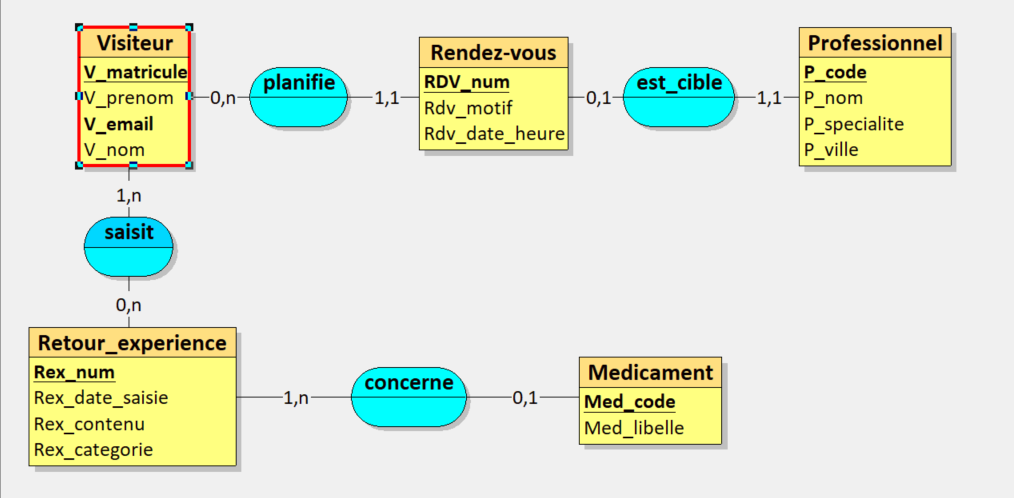 Visiteur
V_matricule
V_prenom
V_email
V_nom
0,n
planifie
1,1
Rendez-vous
RDV_num
Rdv_motif
Rdv_date_heure
0,1
est_cible
1,1
Professionnel
P_code
P_nom
P_specialite
P_ville
1,n
saisit
0,n
Retour_experience
Rex_num
Rex_date_saisie
Rex_contenu
Rex_categorie
1,n
concerne
0,1
Medicament
Med_code
Med_libelle